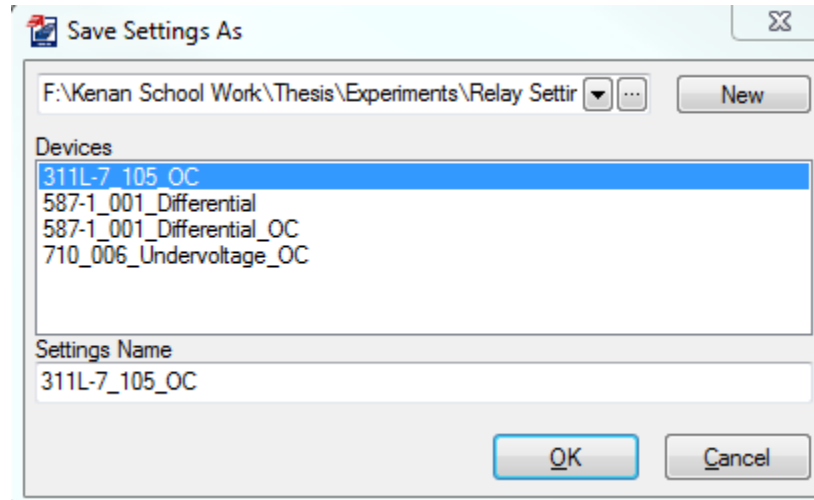 Save Settings As
F:\Kenan School Work\Thesis\Experiments\Relay Settir
New
Devices
311L-7_105_OC
587-1_001_Differential
587-1_001_Differential_OC
710_006_Undervoltage_OC
Settings Name
311L-7_105_OC
OK
Cancel